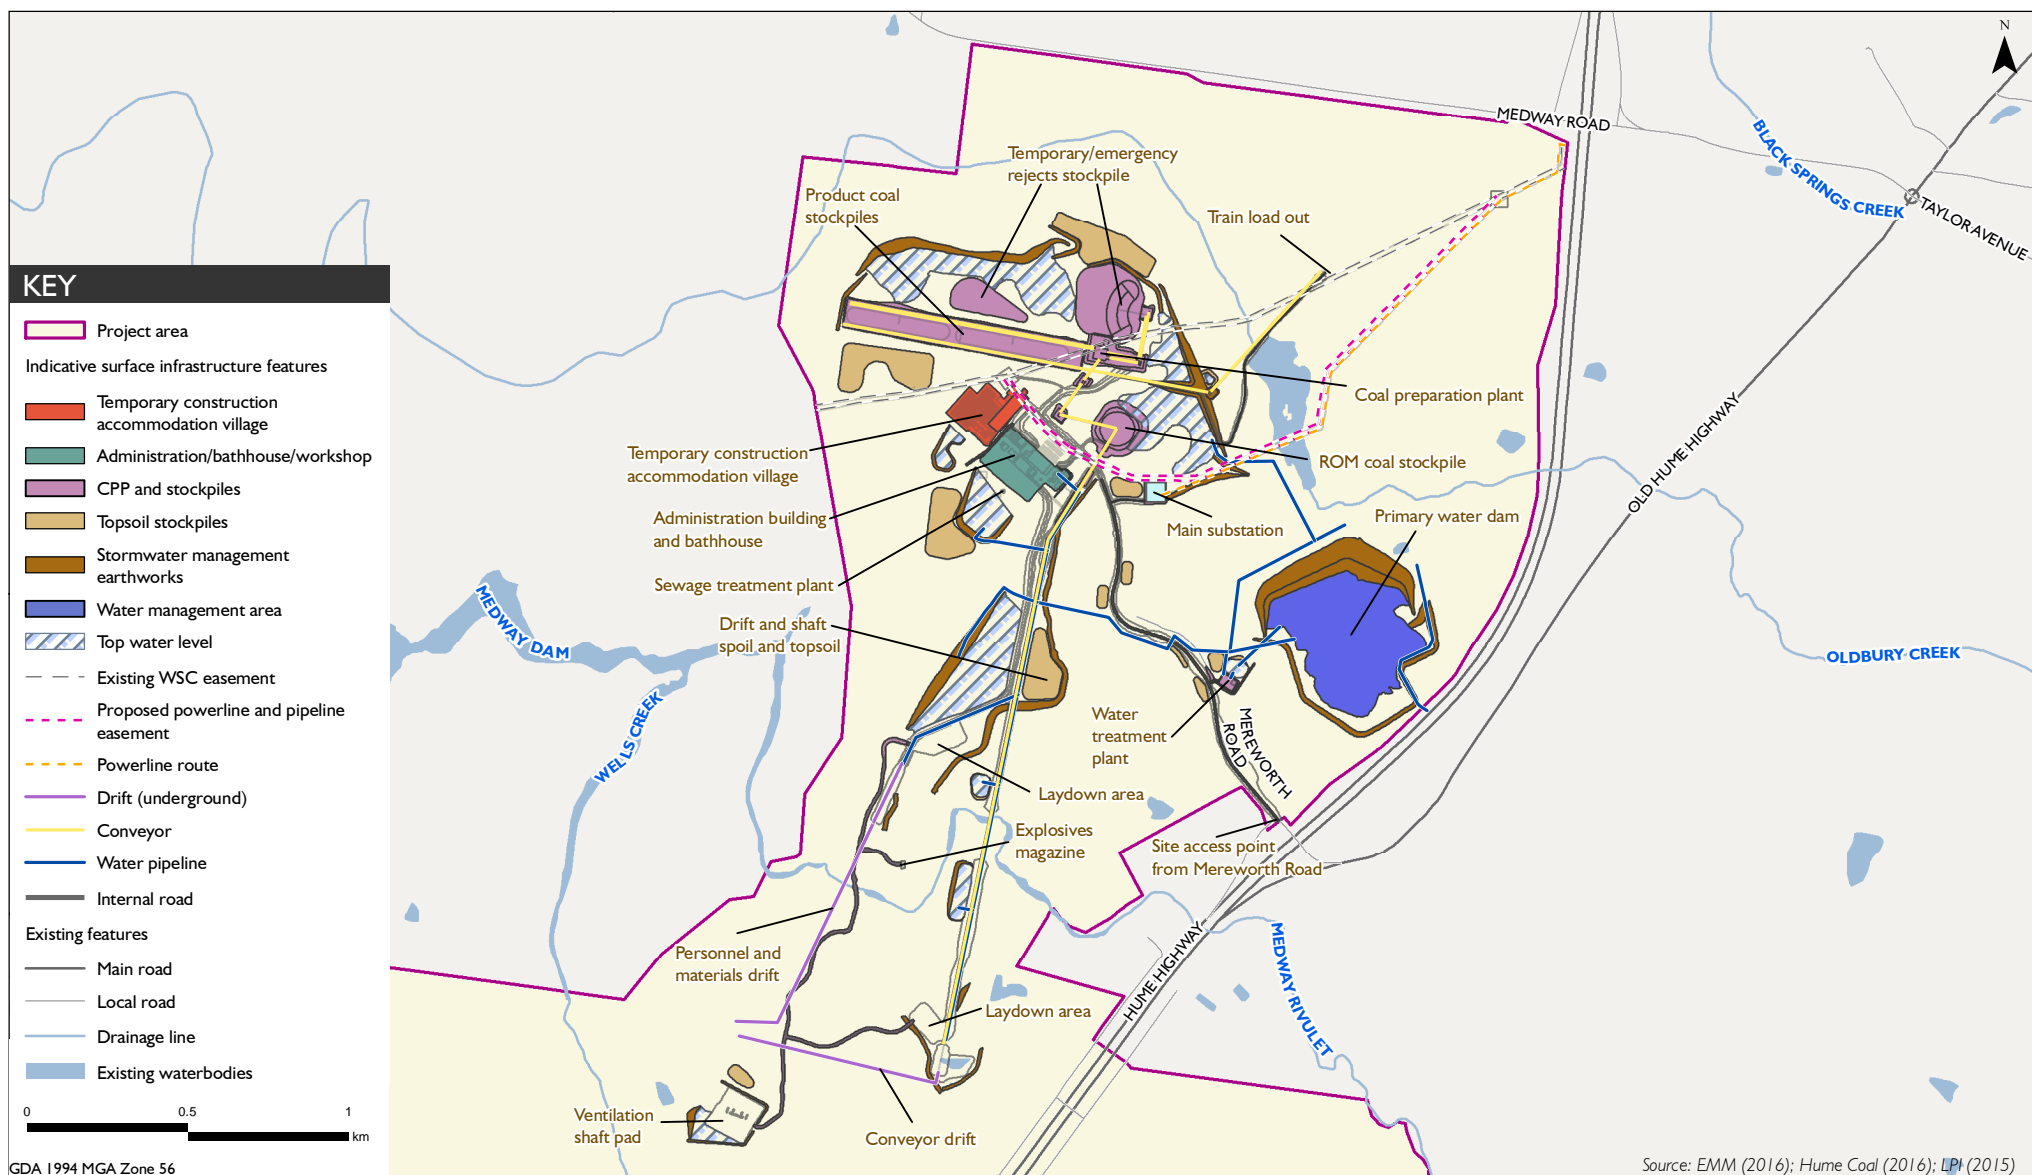 N
MEDWAY ROAD
BLACK SPRINGS CREEK
TAYLOR AVENUE
Temporary/emergency
rejects stockpile
Product coal
stockpiles
Train load out
Coal preparation plant
Temporary construction
accommodation village
ROM coal stockpile
Administration building
and bathhouse
Main substation
Primary water dam
OLD HUME HIGHWAY
Sewage treatment plant
Drift and shaft
spoil and topsoil
MEDWAY DAM
WELLS CREEK
OLDBURY CREEK
Water
treatment
plant
MEREWORTH
ROAD
Laydown area
Explosives
magazine
Site access point
from Mereworth Road
Personnel and
materials drift
HUME HIGHWAY
MEDWAY RIVULET
Laydown area
Ventilation
shaft pad
Conveyor drift
KEY
Project area
Indicative surface infrastructure features
Temporary construction
accommodation village
Administration/bathhouse/workshop
CPP and stockpiles
Topsoil stockpiles
Stormwater management
earthworks
Water management area
Top water level
Existing WSC easement
Proposed powerline and pipeline
easement
Powerline route
Drift (underground)
Conveyor
Water pipeline
Internal road
Existing features
Main road
Local road
Drainage line
Existing waterbodies
0 0.5 1
km
GDA 1994 MGA Zone 56
Source: EMM (2016); Hume Coal (2016); LPI (2015)